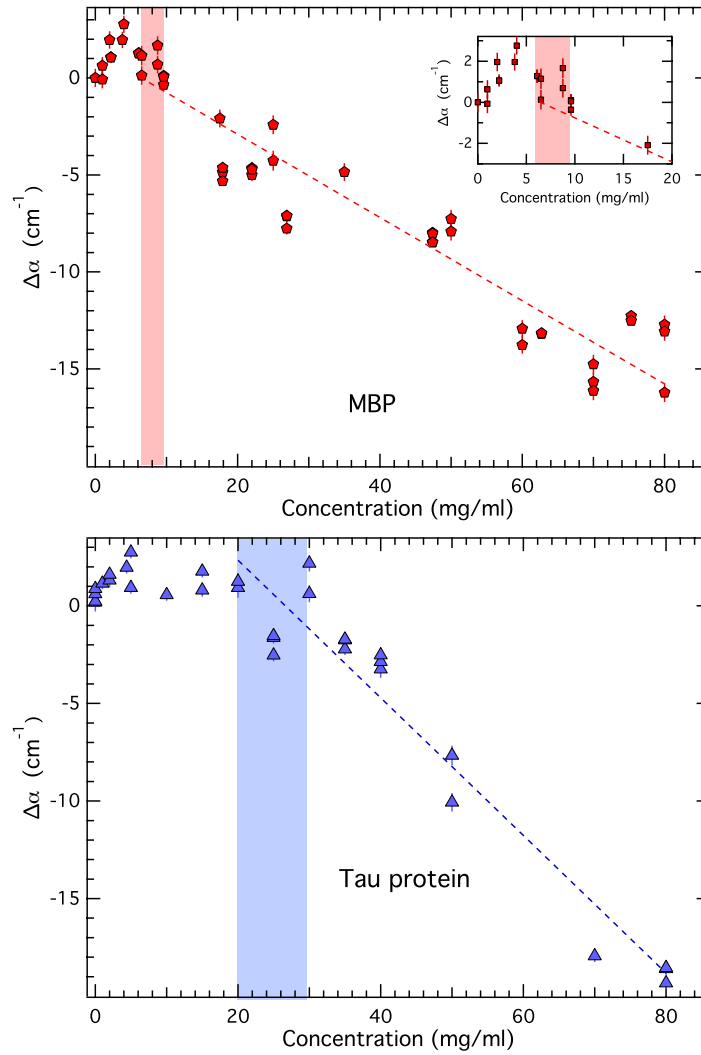 0
-5
-10
-15
Δα (cm⁻¹)
0 20 40 60 80
Concentration (mg/ml)
MBP
2
0
-2
Δα (cm⁻¹)
0 5 10 15 20
Concentration (mg/ml)
0
-5
-10
-15
Δα (cm⁻¹)
0 20 40 60 80
Concentration (mg/ml)
Tau protein